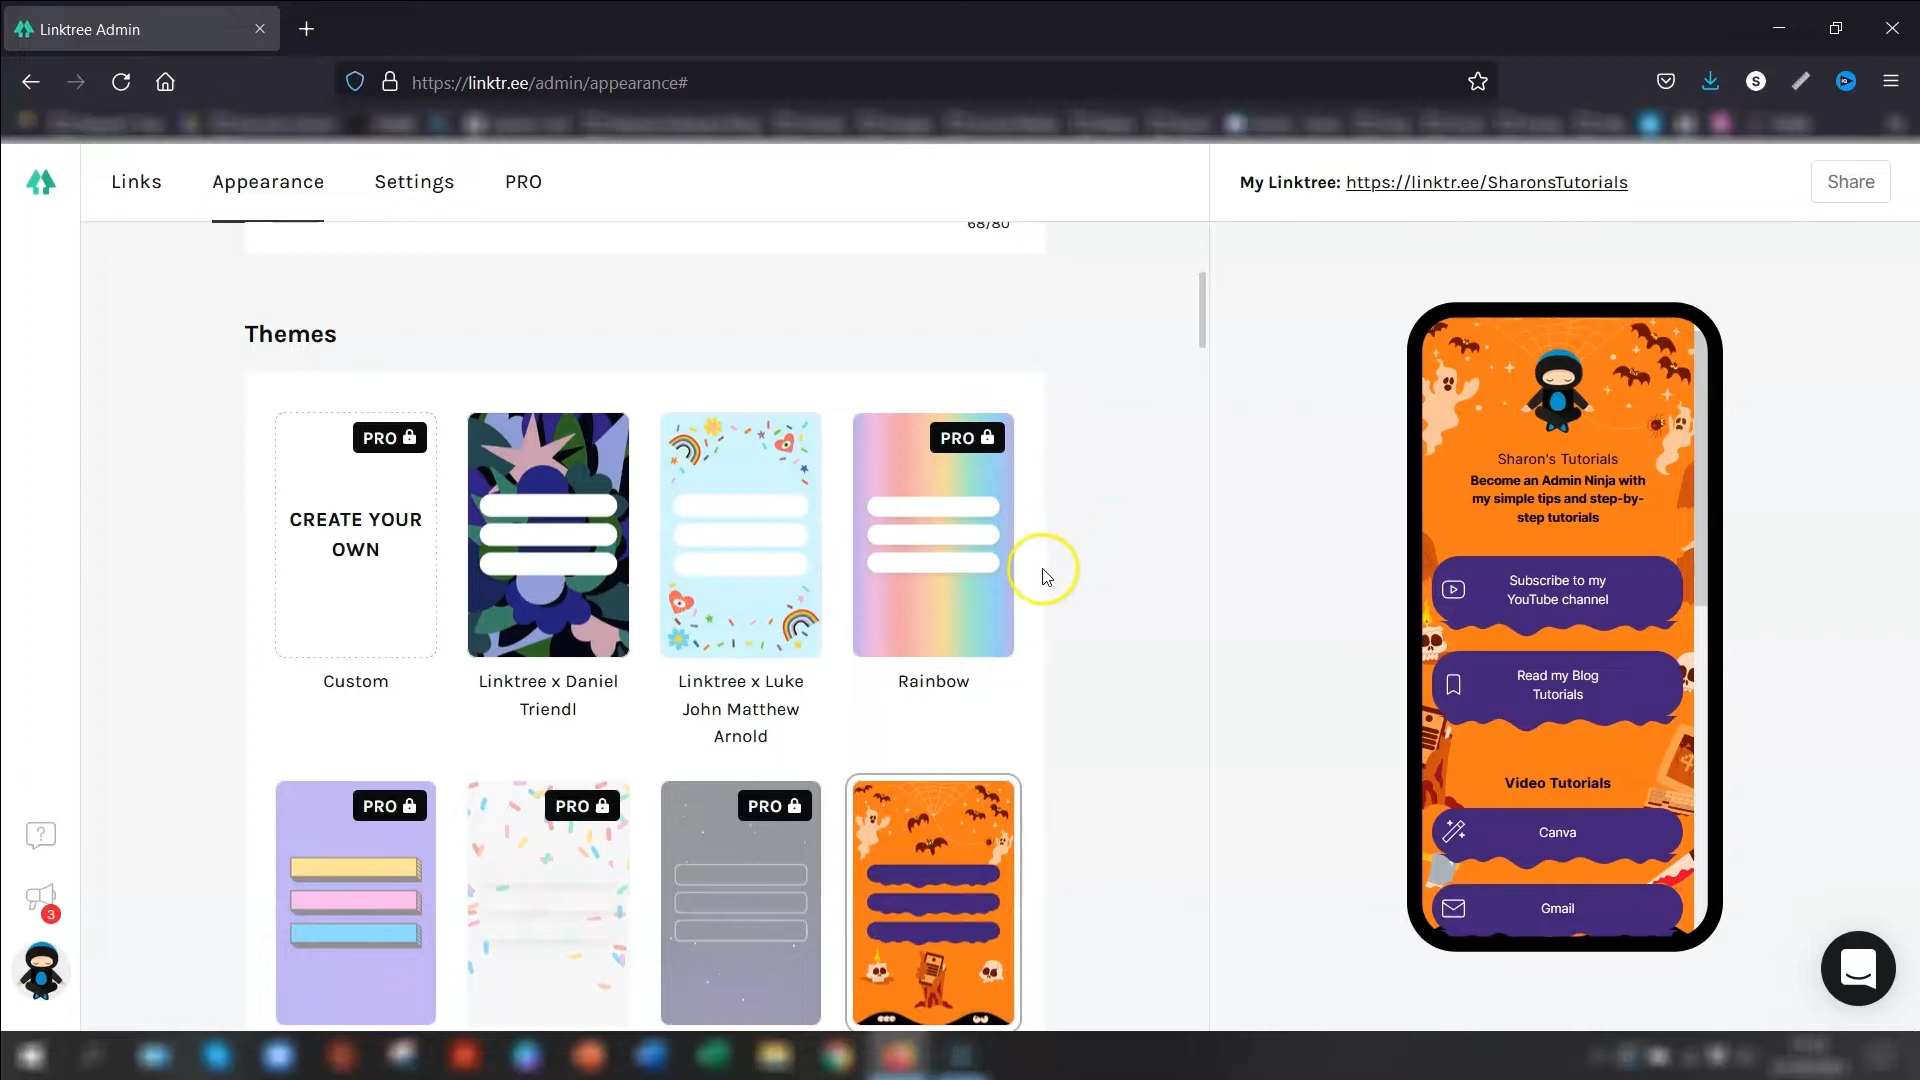 Linktree Admin
https://linktr.ee/admin/appearance#
Links
Appearance
Settings
PRO
My Linktree: https://linktr.ee/SharonsTutorials
Share
68/80
Themes
PRO
CREATE YOUR
OWN
Custom
Linktree x Daniel
Triendl
Linktree x Luke
John Matthew
Arnold
PRO
Rainbow
PRO
PRO
PRO
3
Sharon's Tutorials
Become an Admin Ninja with
my simple tips and step-by-
step tutorials
Subscribe to my
YouTube channel
Read my Blog
Tutorials
Video Tutorials
Canva
Gmail